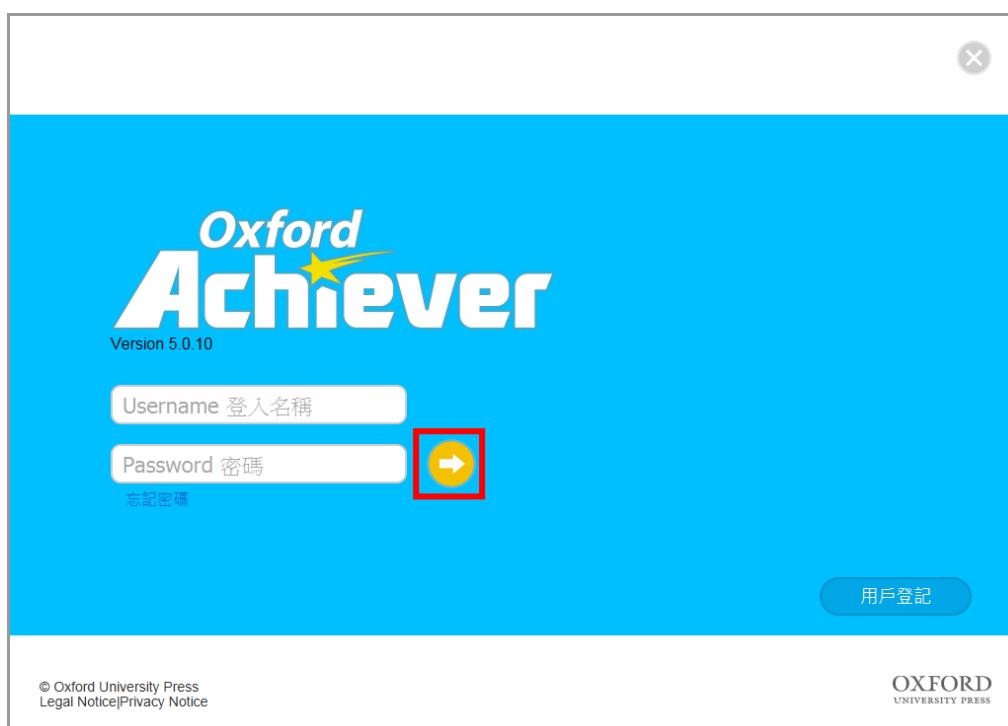 Oxford
Achiever
Version 5.0.10
Username 登入名稱
Password 密碼
忘記密碼
用戶登記
© Oxford University Press
Legal Notice|Privacy Notice
OXFORD
UNIVERSITY PRESS